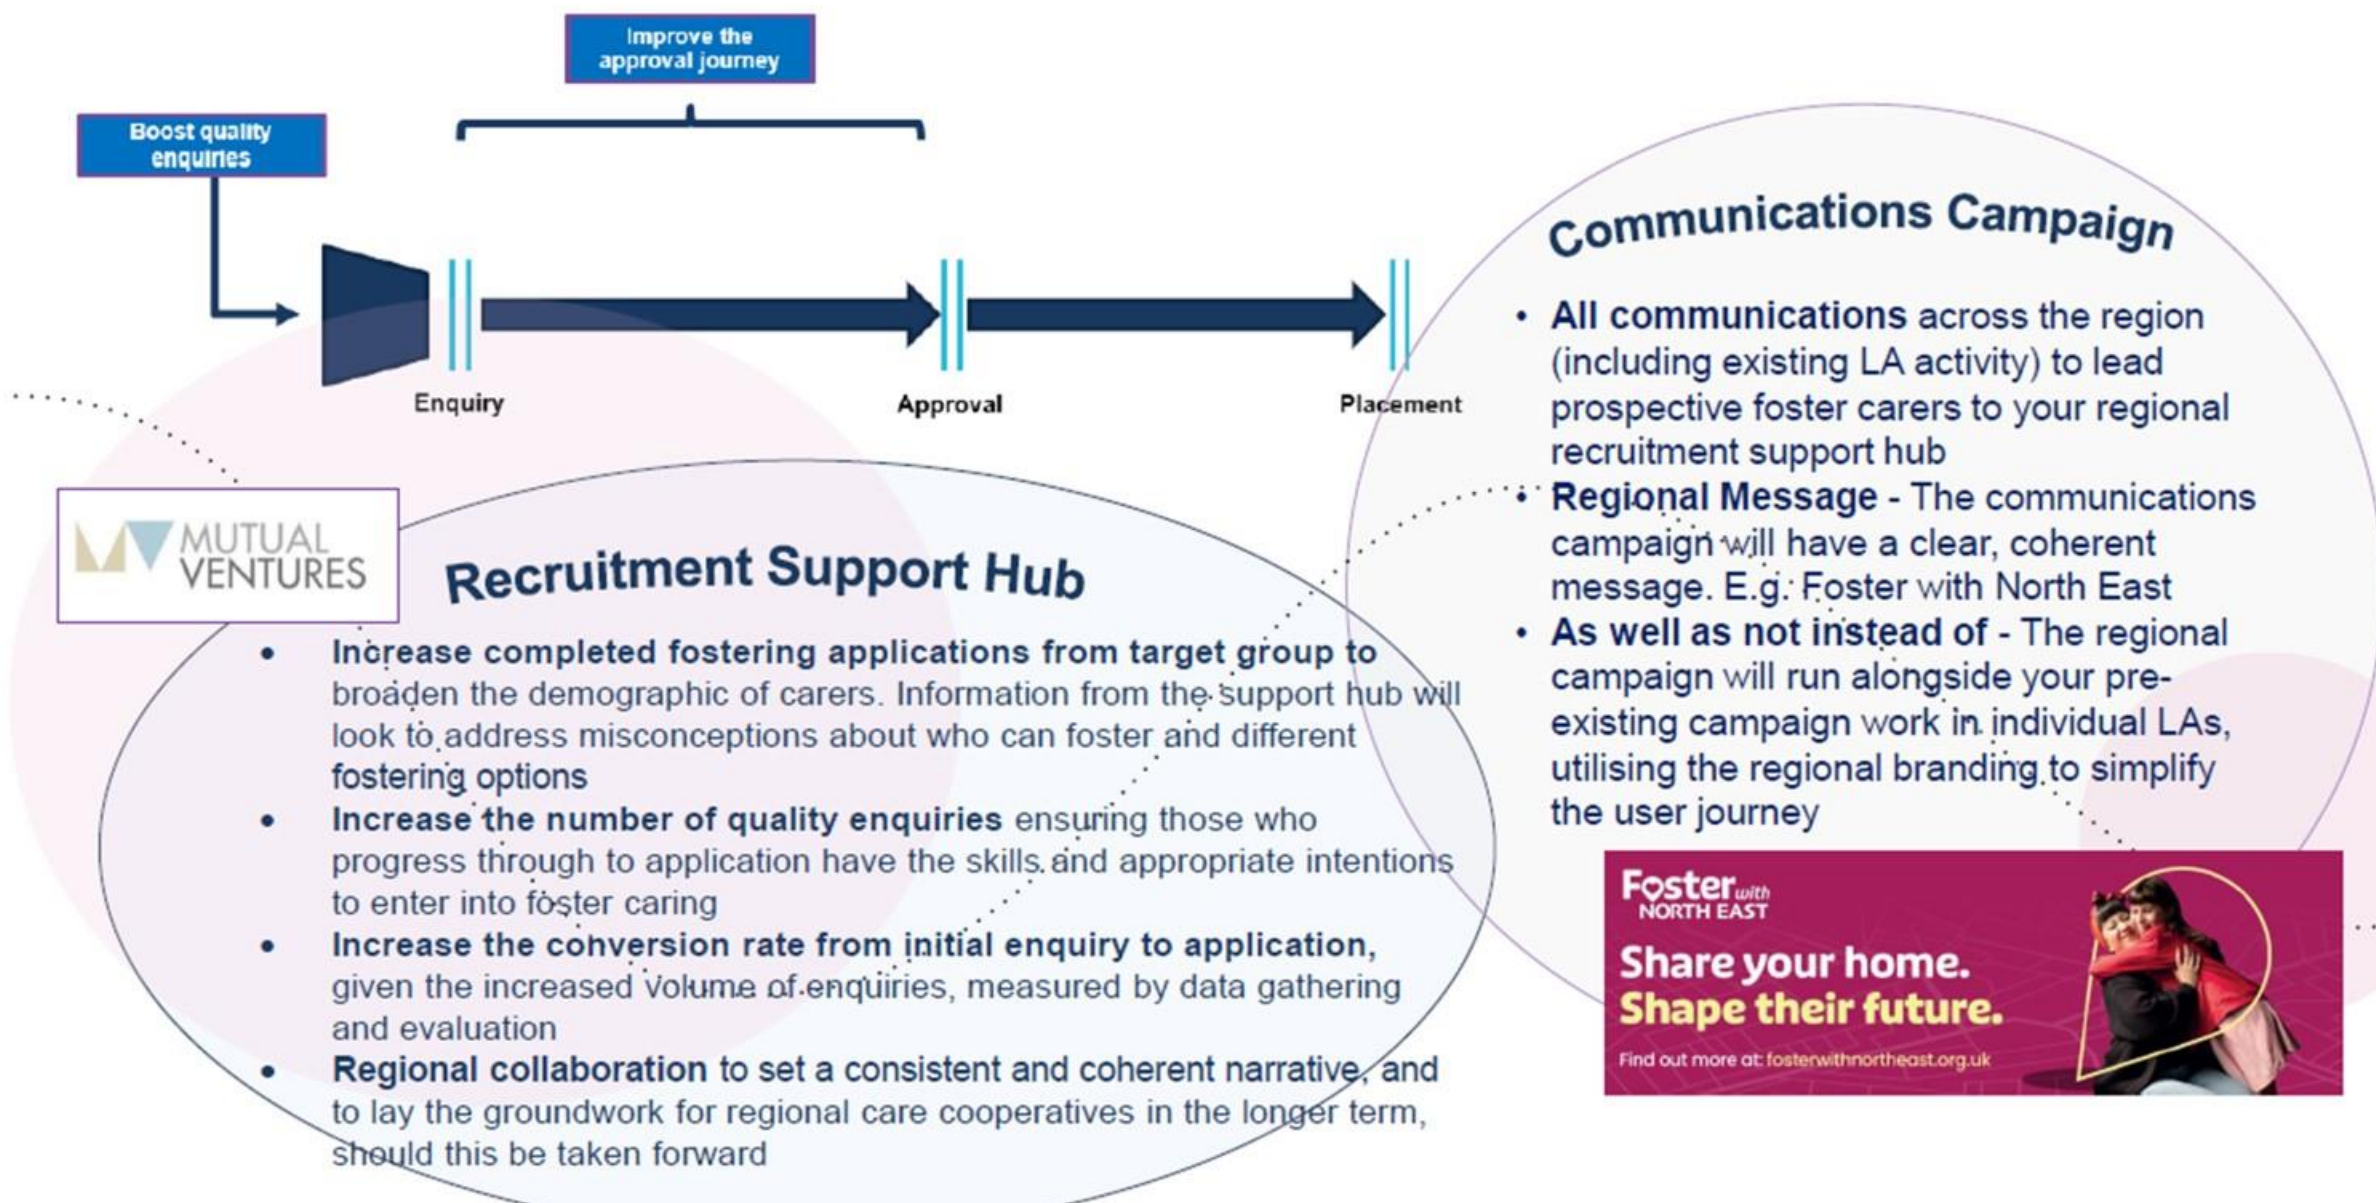 Improve the
approval journey
Boost quality
enquiries
Enquiry
Approval
Placement
MUTUAL
VENTURES
Recruitment Support Hub
• Increase completed fostering applications from target group to
broaden the demographic of carers. Information from the support hub will
look to address misconceptions about who can foster and different
fostering options
• Increase the number of quality enquiries ensuring those who
progress through to application have the skills and appropriate intentions
to enter into foster caring
• Increase the conversion rate from initial enquiry to application,
given the increased volume of enquiries, measured by data gathering
and evaluation
• Regional collaboration to set a consistent and coherent narrative, and
to lay the groundwork for regional care cooperatives in the longer term,
should this be taken forward
Communications Campaign
• All communications across the region
(including existing LA activity) to lead
prospective foster carers to your regional
recruitment support hub
• Regional Message - The communications
campaign will have a clear, coherent
message. E.g. Foster with North East
• As well as not instead of - The regional
campaign will run alongside your pre-
existing campaign work in individual LAs,
utilising the regional branding to simplify
the user journey
Foster with
NORTH EAST
Share your home.
Shape their future.
Find out more at: fosterwithnortheast.org.uk